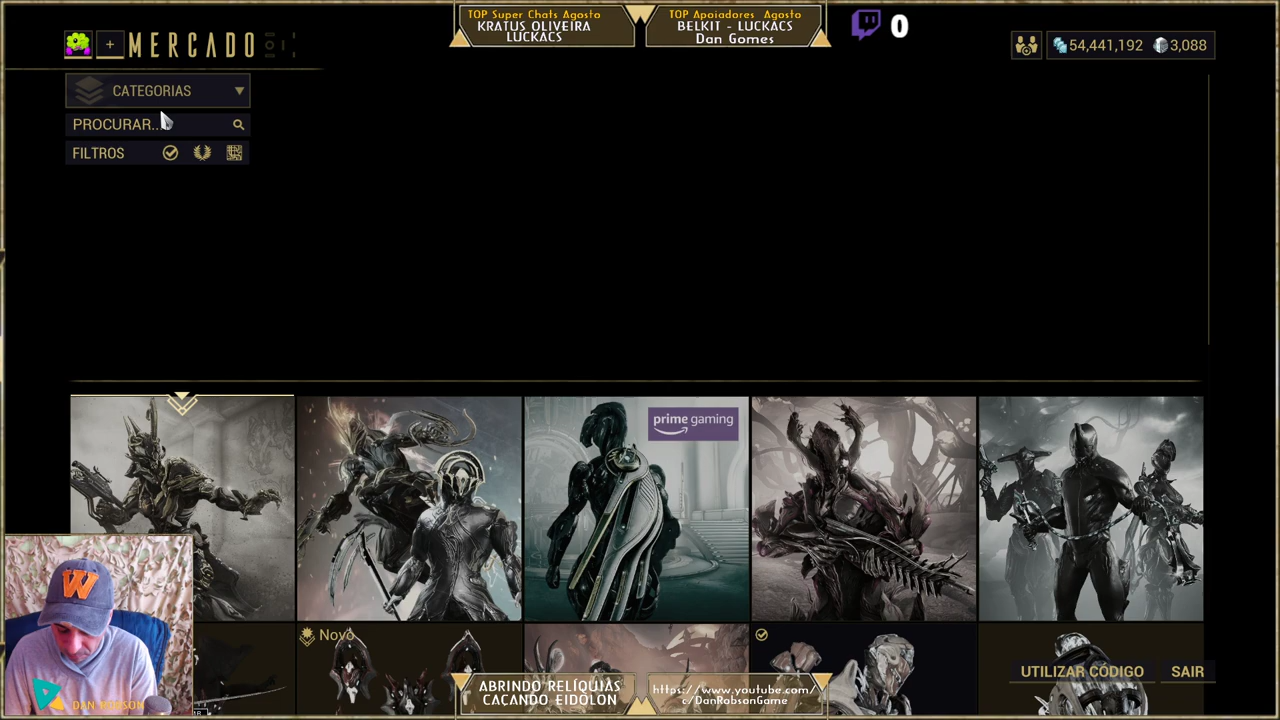 TOP Super Chats Agosto
KRATUS OLIVEIRA
LUCKACS
TOP Apoiadores Agosto
BELKIT - LUCKACS
Dan Gomes
0
+
MERCADO
54,441,192
3,088
CATEGORIAS
PROCURAR...
FILTROS
prime gaming
Novo
W
DAN ROBSON
ABRINDO RELÍQUIAS
CAÇANDO EIDOLON
https://www.youtube.com/
c/DanRobsonGame
UTILIZAR CÓDIGO
SAIR